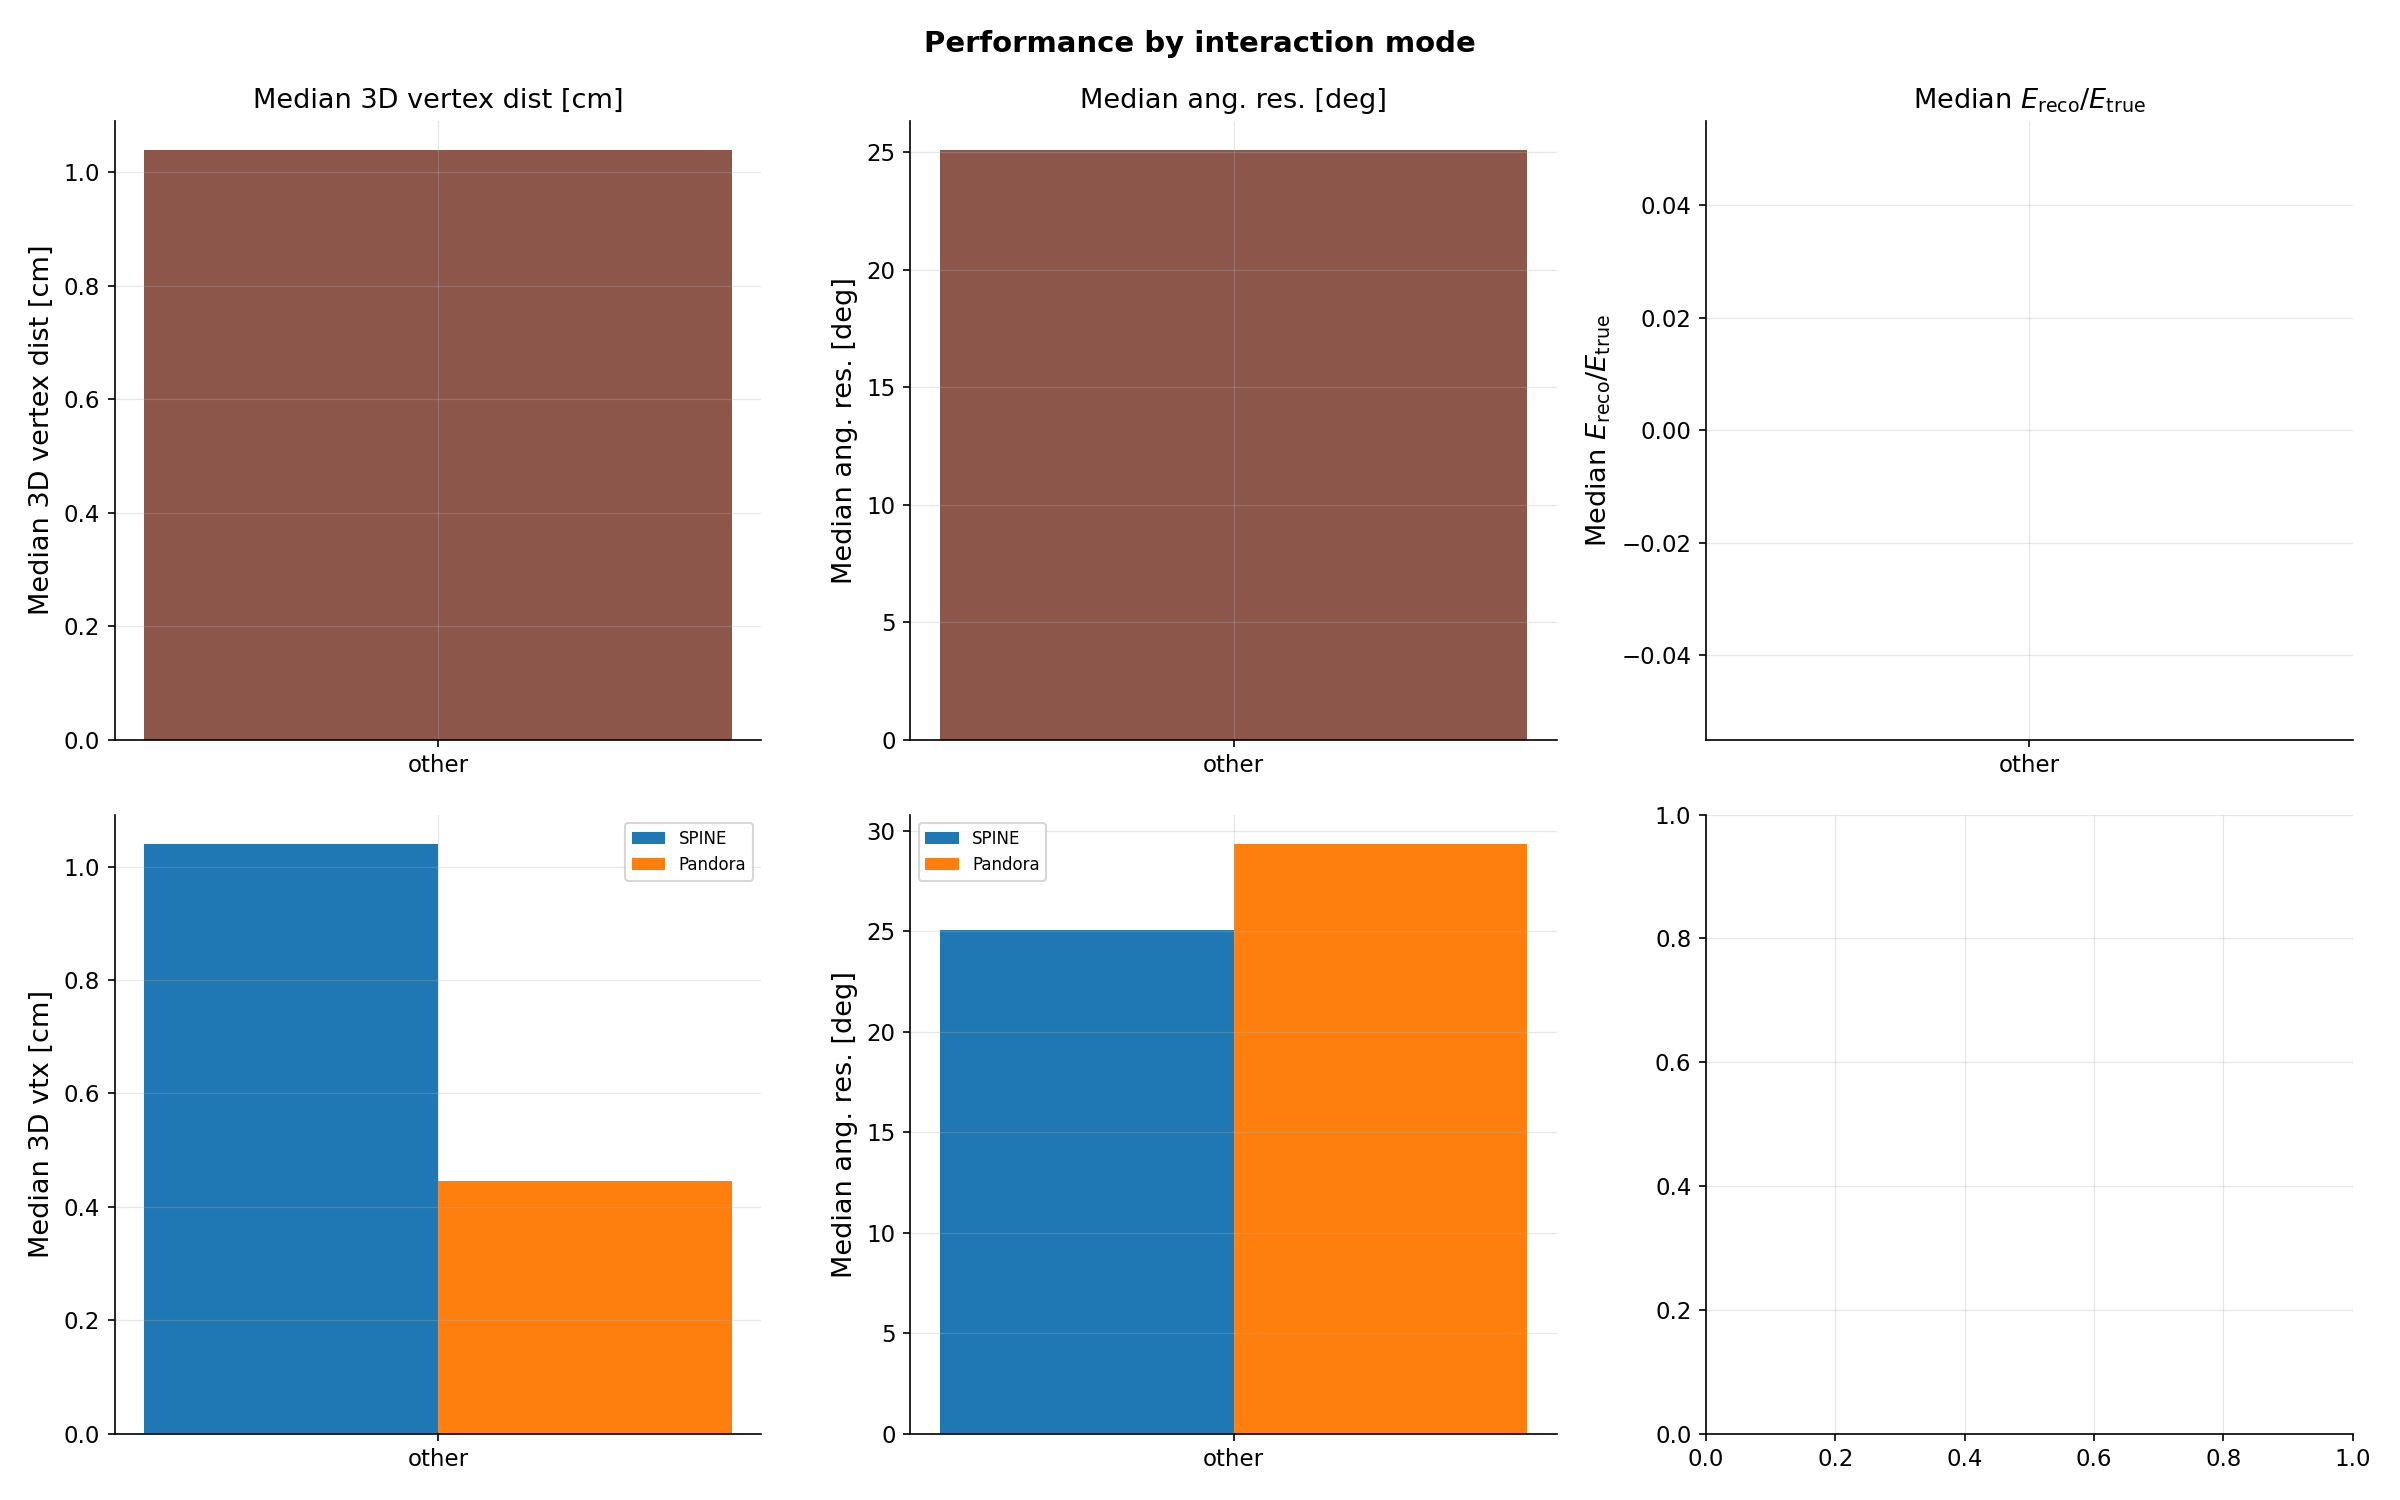 Performance by interaction mode
Median 3D vertex dist [cm]
Median 3D vertex dist [cm]
1.0
0.8
0.6
0.4
0.2
0.0
other
Median ang. res. [deg]
Median ang. res. [deg]
25
20
15
10
5
0
other
Median E_reco/E_true
Median E_reco/E_true
0.04
0.02
0.00
−0.02
−0.04
other
Median 3D vtx [cm]
1.0
0.8
0.6
0.4
0.2
0.0
SPINE
Pandora
other
Median ang. res. [deg]
30
25
20
15
10
5
0
SPINE
Pandora
other
1.0
0.8
0.6
0.4
0.2
0.0
0.0 0.2 0.4 0.6 0.8 1.0